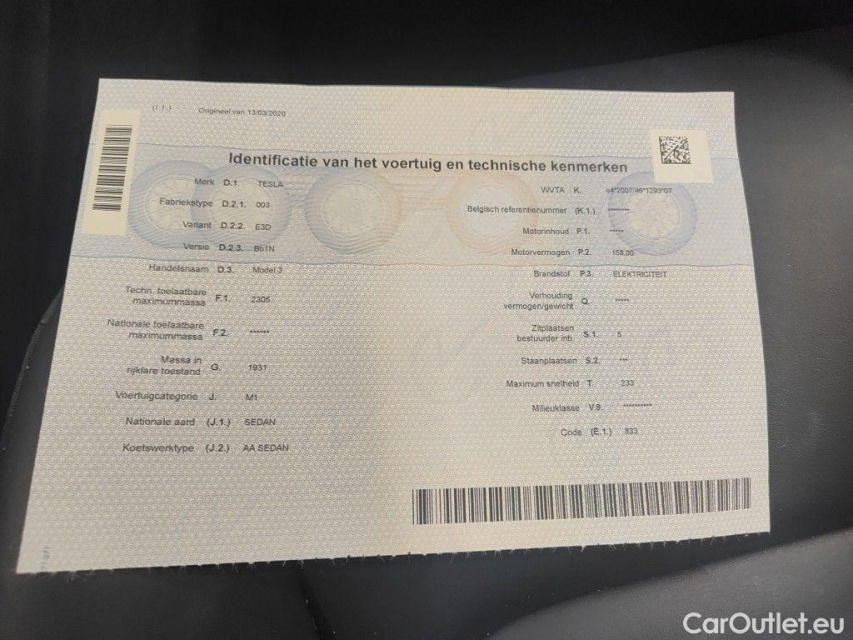 (I.1.) Origineel van 13/03/2020
Identificatie van het voertuig en technische kenmerken
Merk D.1. TESLA
Fabriekstype D.2.1. 003
Variant D.2.2. E3D
Versie D.2.3.
Handelsnaam D.3. Model 3
Techn. toelaatbare
maximummassa F.1. 2305
Nationale toelaatbare
maximummassa F.2. ******
Massa in
rijklare toestand G. 1931
Voertuigcategorie J. M1
Nationale aard (J.1.) SEDAN
Koetswerktype (J.2.) AA SEDAN
WVTA K. e4*2007/46*1293*07
Belgisch referentienummer (K.1.)
Motorinhoud P.1. *****
Motorvermogen P.2. 158,00
Brandstof P.3. ELEKTRICITEIT
Verhouding
vermogen/gewicht Q. *****
Zitplaatsen
bestuurder inb. S.1. 5
Staanplaatsen S.2. ***
Maximum snelheid T. 233
Milieuklasse V.9. **********
Code (E.1.) 833
CarOutlet.eu